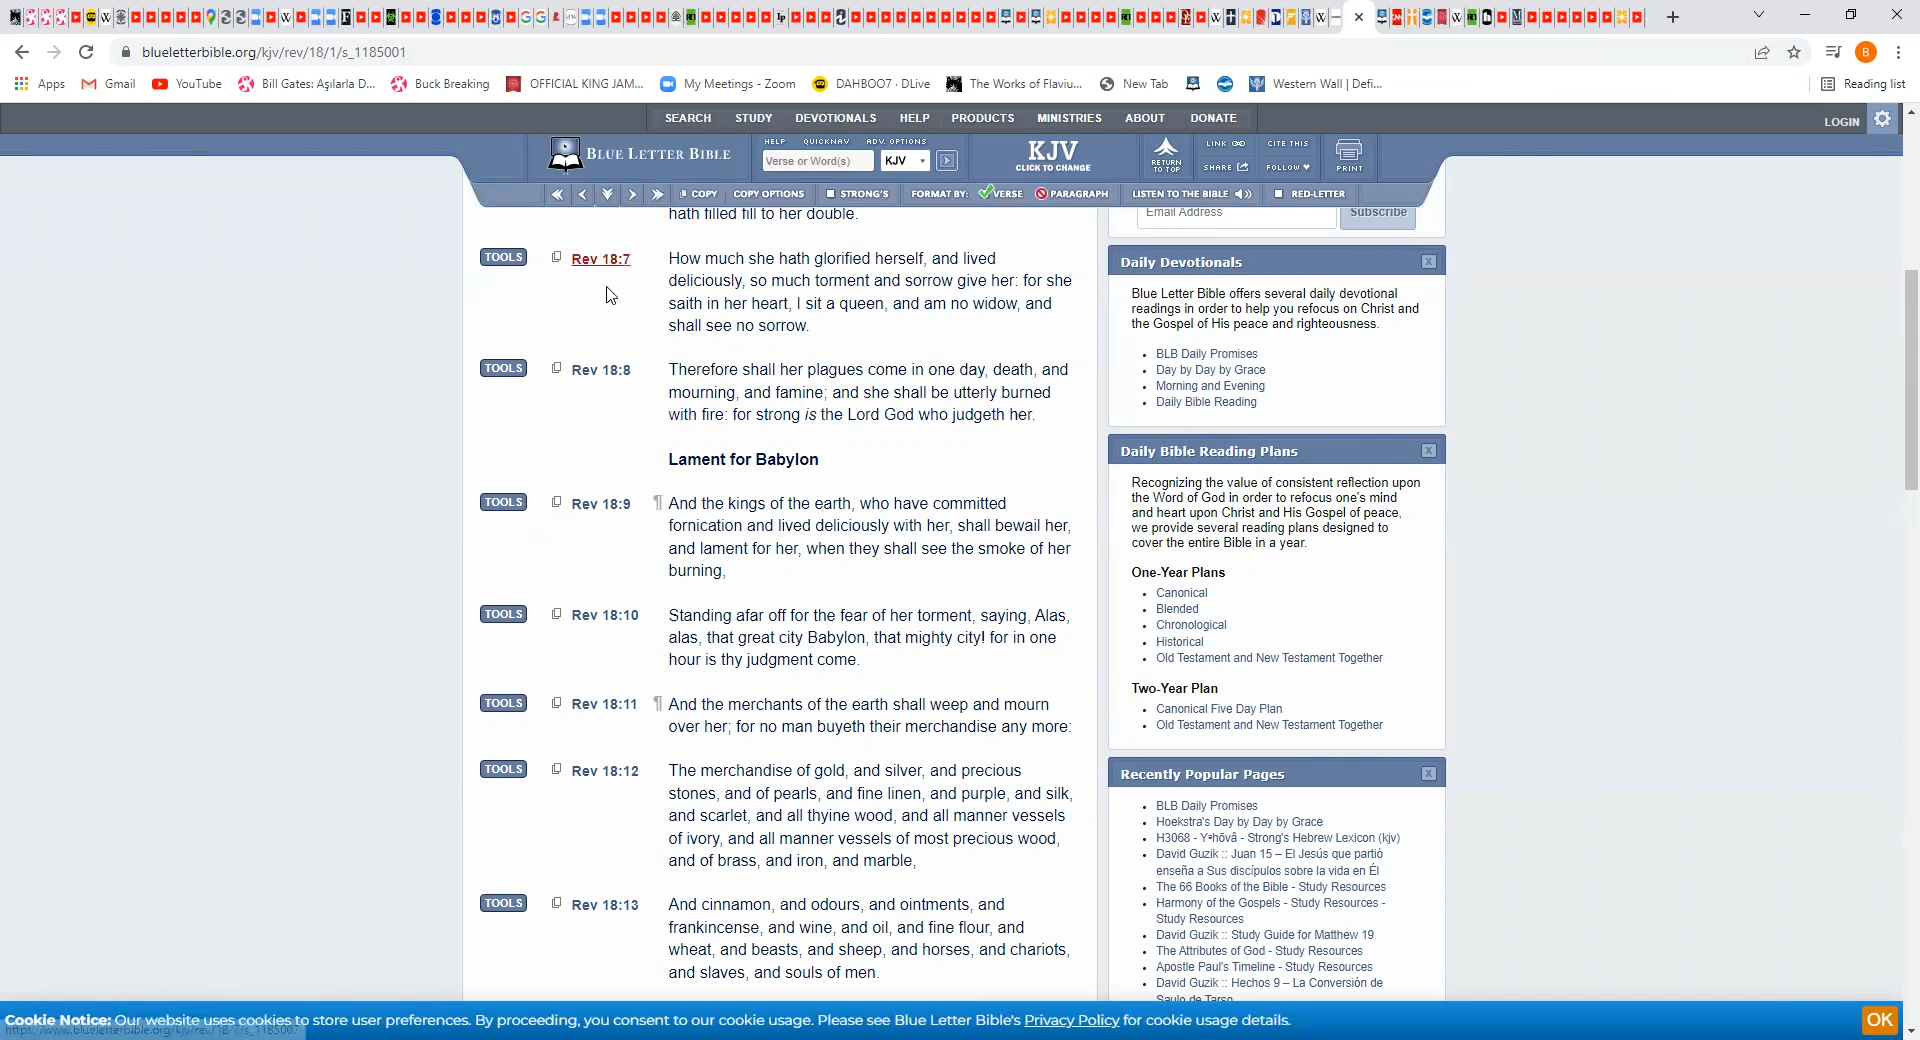 blueletterbible.org/kjv/rev/18/1/s_1185001
Apps Gmail YouTube Bill Gates: Aşılarla D... Buck Breaking OFFICIAL KING JAM... My Meetings - Zoom DAHBOO7 · DLive The Works of Flaviu... New Tab Western Wall | Defi... Reading list
SEARCH STUDY DEVOTIONALS HELP PRODUCTS MINISTRIES ABOUT DONATE LOGIN
BLUE LETTER BIBLE
HELP QUICKNAV ADV. OPTIONS
Verse or Word(s) KJV
KJV
CLICK TO CHANGE
RETURN
TO TOP
LINK CITE THIS
SHARE FOLLOW
PRINT
COPY COPY OPTIONS STRONG'S FORMAT BY: VERSE PARAGRAPH LISTEN TO THE BIBLE RED-LETTER
hath filled fill to her double.
TOOLS Rev 18:7 How much she hath glorified herself, and lived
deliciously, so much torment and sorrow give her: for she
saith in her heart, I sit a queen, and am no widow, and
shall see no sorrow.
TOOLS Rev 18:8 Therefore shall her plagues come in one day, death, and
mourning, and famine; and she shall be utterly burned
with fire: for strong is the Lord God who judgeth her.
Lament for Babylon
TOOLS Rev 18:9 ¶ And the kings of the earth, who have committed
fornication and lived deliciously with her, shall bewail her,
and lament for her, when they shall see the smoke of her
burning,
TOOLS Rev 18:10 Standing afar off for the fear of her torment, saying, Alas,
alas, that great city Babylon, that mighty city! for in one
hour is thy judgment come.
TOOLS Rev 18:11 ¶ And the merchants of the earth shall weep and mourn
over her; for no man buyeth their merchandise any more:
TOOLS Rev 18:12 The merchandise of gold, and silver, and precious
stones, and of pearls, and fine linen, and purple, and silk,
and scarlet, and all thyine wood, and all manner vessels
of ivory, and all manner vessels of most precious wood,
and of brass, and iron, and marble,
TOOLS Rev 18:13 And cinnamon, and odours, and ointments, and
frankincense, and wine, and oil, and fine flour, and
wheat, and beasts, and sheep, and horses, and chariots,
and slaves, and souls of men.
Email Address Subscribe
Daily Devotionals
Blue Letter Bible offers several daily devotional
readings in order to help you refocus on Christ and
the Gospel of His peace and righteousness.
BLB Daily Promises
Day by Day by Grace
Morning and Evening
Daily Bible Reading
Daily Bible Reading Plans
Recognizing the value of consistent reflection upon
the Word of God in order to refocus one's mind
and heart upon Christ and His Gospel of peace,
we provide several reading plans designed to
cover the entire Bible in a year.
One-Year Plans
Canonical
Blended
Chronological
Historical
Old Testament and New Testament Together
Two-Year Plan
Canonical Five Day Plan
Old Testament and New Testament Together
Recently Popular Pages
BLB Daily Promises
Hoekstra's Day by Day by Grace
H3068 - Yᵊhōvâ - Strong's Hebrew Lexicon (kjv)
David Guzik :: Juan 15 – El Jesús que partió
enseña a Sus discípulos sobre la vida en Él
The 66 Books of the Bible - Study Resources
Harmony of the Gospels - Study Resources -
Study Resources
David Guzik :: Study Guide for Matthew 19
The Attributes of God - Study Resources
Apostle Paul's Timeline - Study Resources
David Guzik :: Hechos 9 – La Conversión de
Saulo de Tarso
Cookie Notice: Our website uses cookies to store user preferences. By proceeding, you consent to our cookie usage. Please see Blue Letter Bible's Privacy Policy for cookie usage details. OK
https://www.blueletterbible.org/kjv/rev/18/7/s_1185007